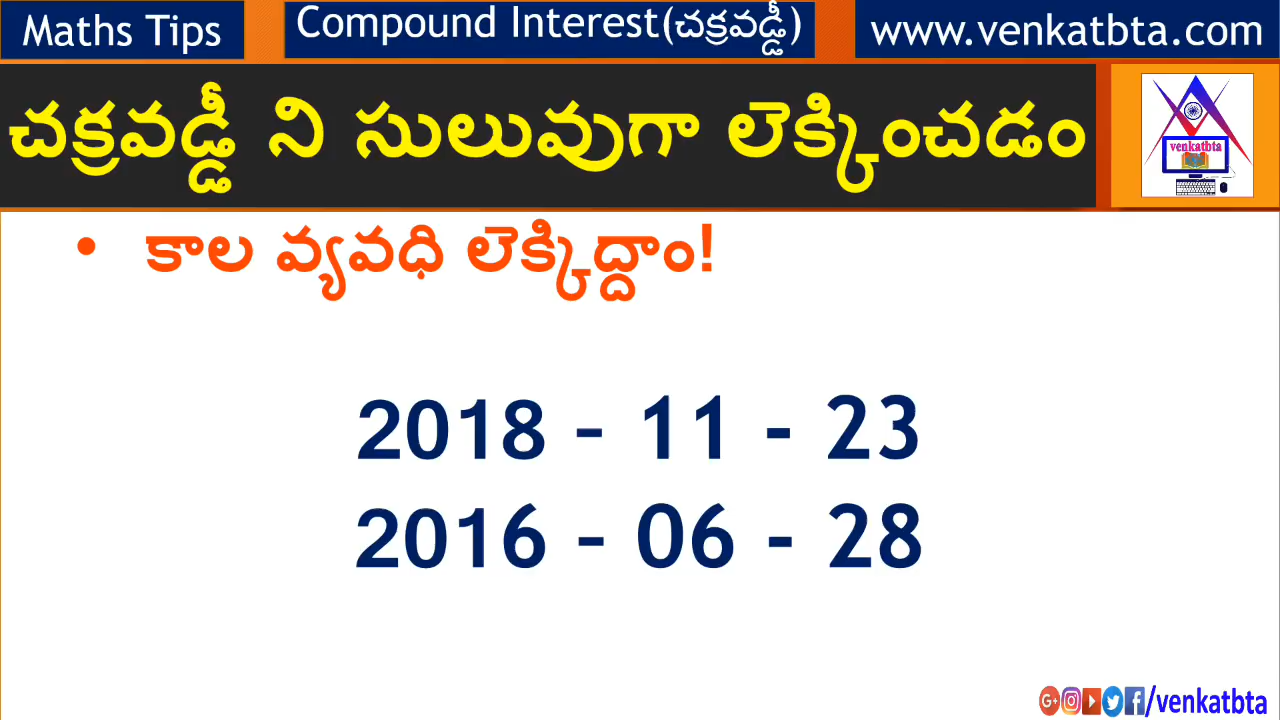 Maths Tips
Compound Interest(చక్రవడ్డీ)
www.venkatbta.com
చక్రవడ్డీ ని సులువుగా లెక్కించడం
venkatbta
• కాల వ్యవధి లెక్కిద్దాం!
2018 - 11 - 23
2016 - 06 - 28
/venkatbta